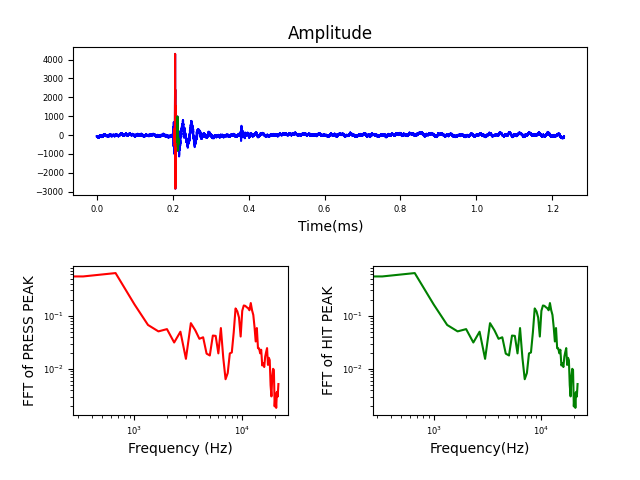 Amplitude
4000
3000
2000
1000
0
−1000
−2000
−3000
0.0 0.2 0.4 0.6 0.8 1.0 1.2
Time(ms)
FFT of PRESS PEAK
10⁻¹
10⁻²
10³ 10⁴
Frequency (Hz)
FFT of HIT PEAK
10⁻¹
10⁻²
10³ 10⁴
Frequency(Hz)